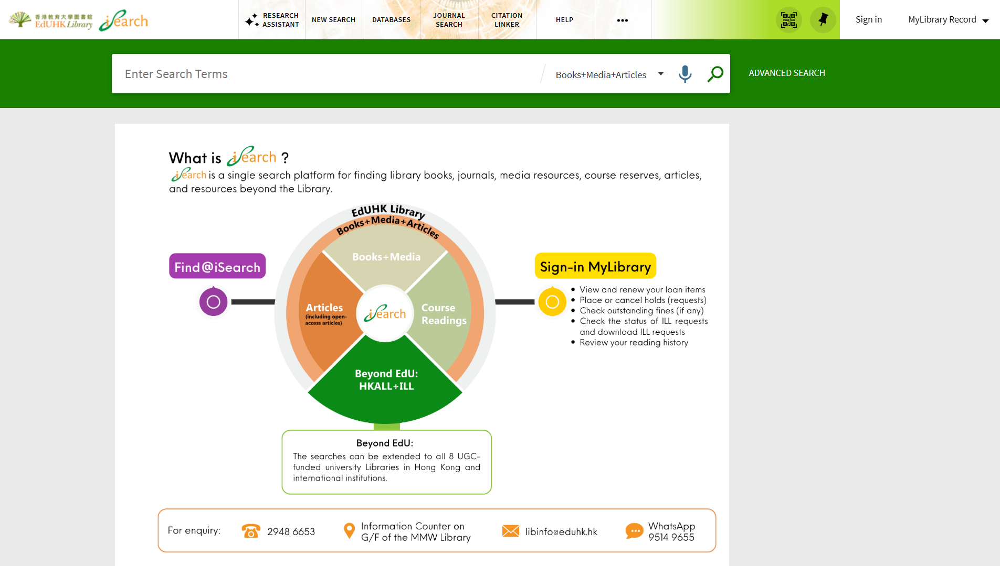 香港教育大學圖書館
EdUHK Library
iSearch
RESEARCH
ASSISTANT
NEW SEARCH
DATABASES
JOURNAL
SEARCH
CITATION
LINKER
HELP
Sign in
MyLibrary Record
Enter Search Terms
Books+Media+Articles
ADVANCED SEARCH
What is iSearch ?
iSearch is a single search platform for finding library books, journals, media resources, course reserves, articles,
and resources beyond the Library.
EdUHK Library
Books+Media+Articles
Books+Media
Find@iSearch
Sign-in MyLibrary
• View and renew your loan items
• Place or cancel holds (requests)
• Check outstanding fines (if any)
• Check the status of ILL requests
and download ILL requests
• Review your reading history
Articles
(including open-
access articles)
iSearch
Course
Readings
Beyond EdU:
HKALL+ILL
Beyond EdU:
The searches can be extended to all 8 UGC-
funded university Libraries in Hong Kong and
international institutions.
For enquiry:
2948 6653
Information Counter on
G/F of the MMW Library
libinfo@eduhk.hk
WhatsApp
9514 9655